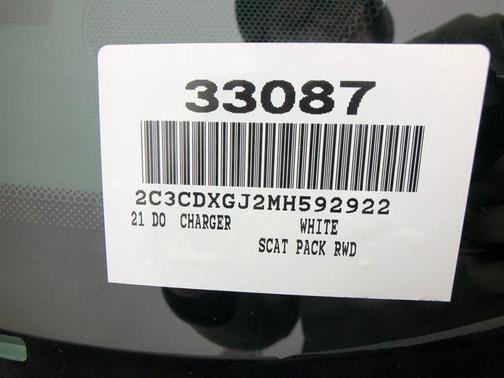 33087
2C3CDXGJ2MH592922
21 DO CHARGER WHITE
SCAT PACK RWD